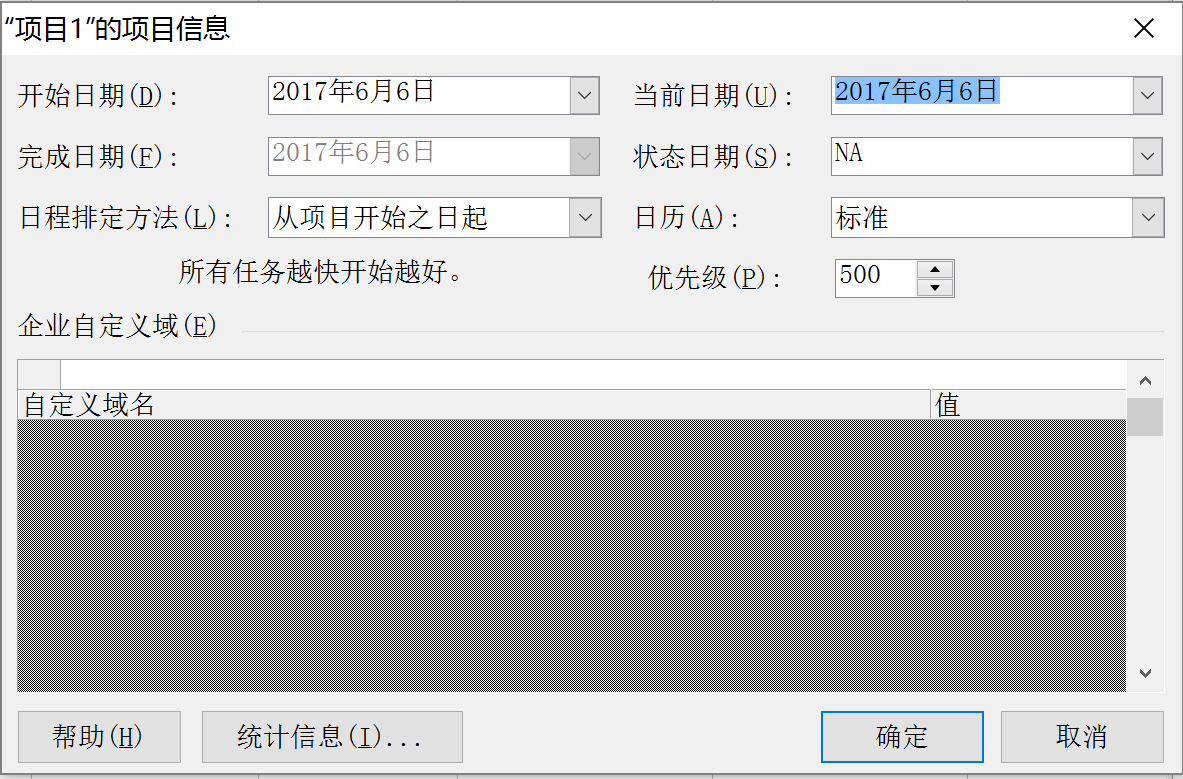 “项目1”的项目信息
开始日期(D)： 2017年6月6日 当前日期(U)： 2017年6月6日
完成日期(F)： 2017年6月6日 状态日期(S)： NA
日程排定方法(L)： 从项目开始之日起 日历(A)： 标准
所有任务越快开始越好。 优先级(P)： 500
企业自定义域(E)
自定义域名 值
帮助(H) 统计信息(I)... 确定 取消